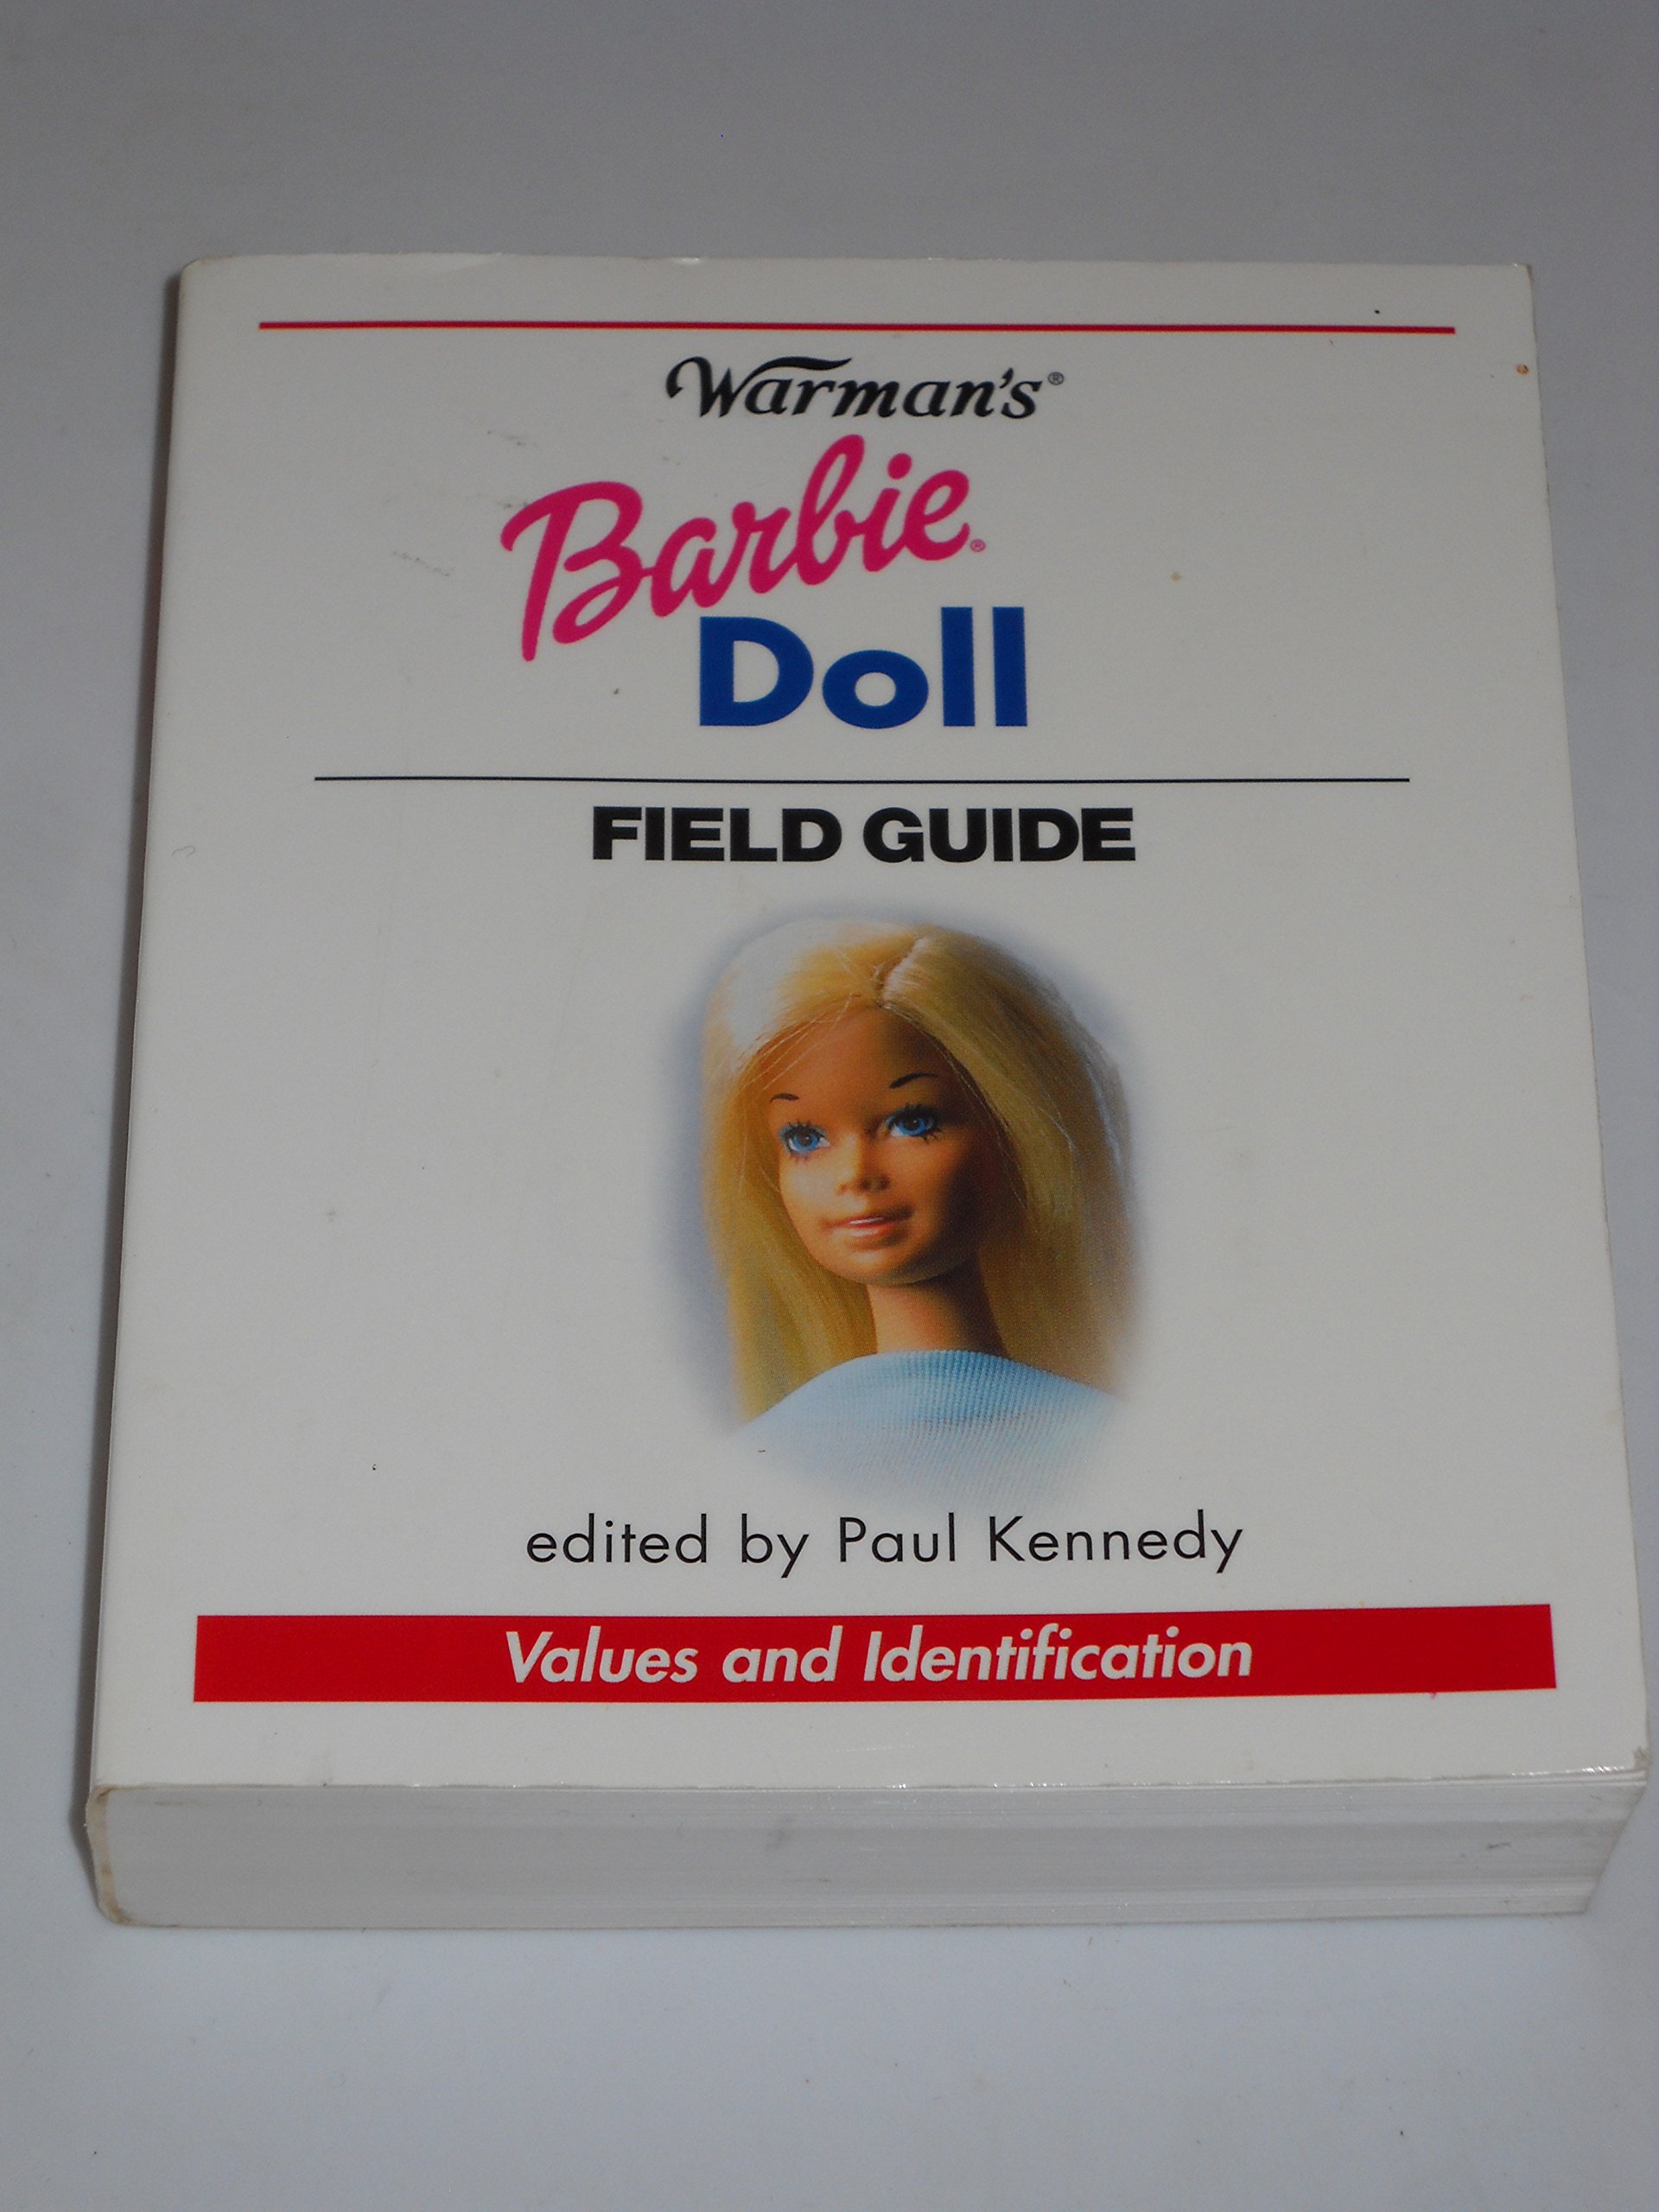 Warman's®
Barbie®
Doll
FIELD GUIDE
edited by Paul Kennedy
Values and Identification